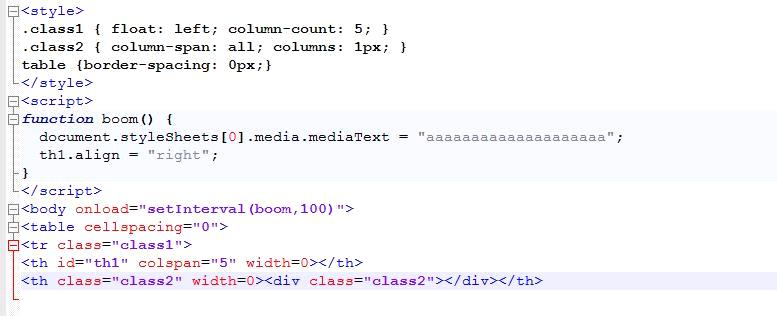 <style>
.class1 { float: left; column-count: 5; }
.class2 { column-span: all; columns: 1px; }
table {border-spacing: 0px;}
</style>
<script>
function boom() {
  document.styleSheets[0].media.mediaText = "aaaaaaaaaaaaaaaaaaaa";
  th1.align = "right";
}
</script>
<body onload="setInterval(boom,100)">
<table cellspacing="0">
<tr class="class1">
<th id="th1" colspan="5" width=0></th>
<th class="class2" width=0><div class="class2"></div></th>